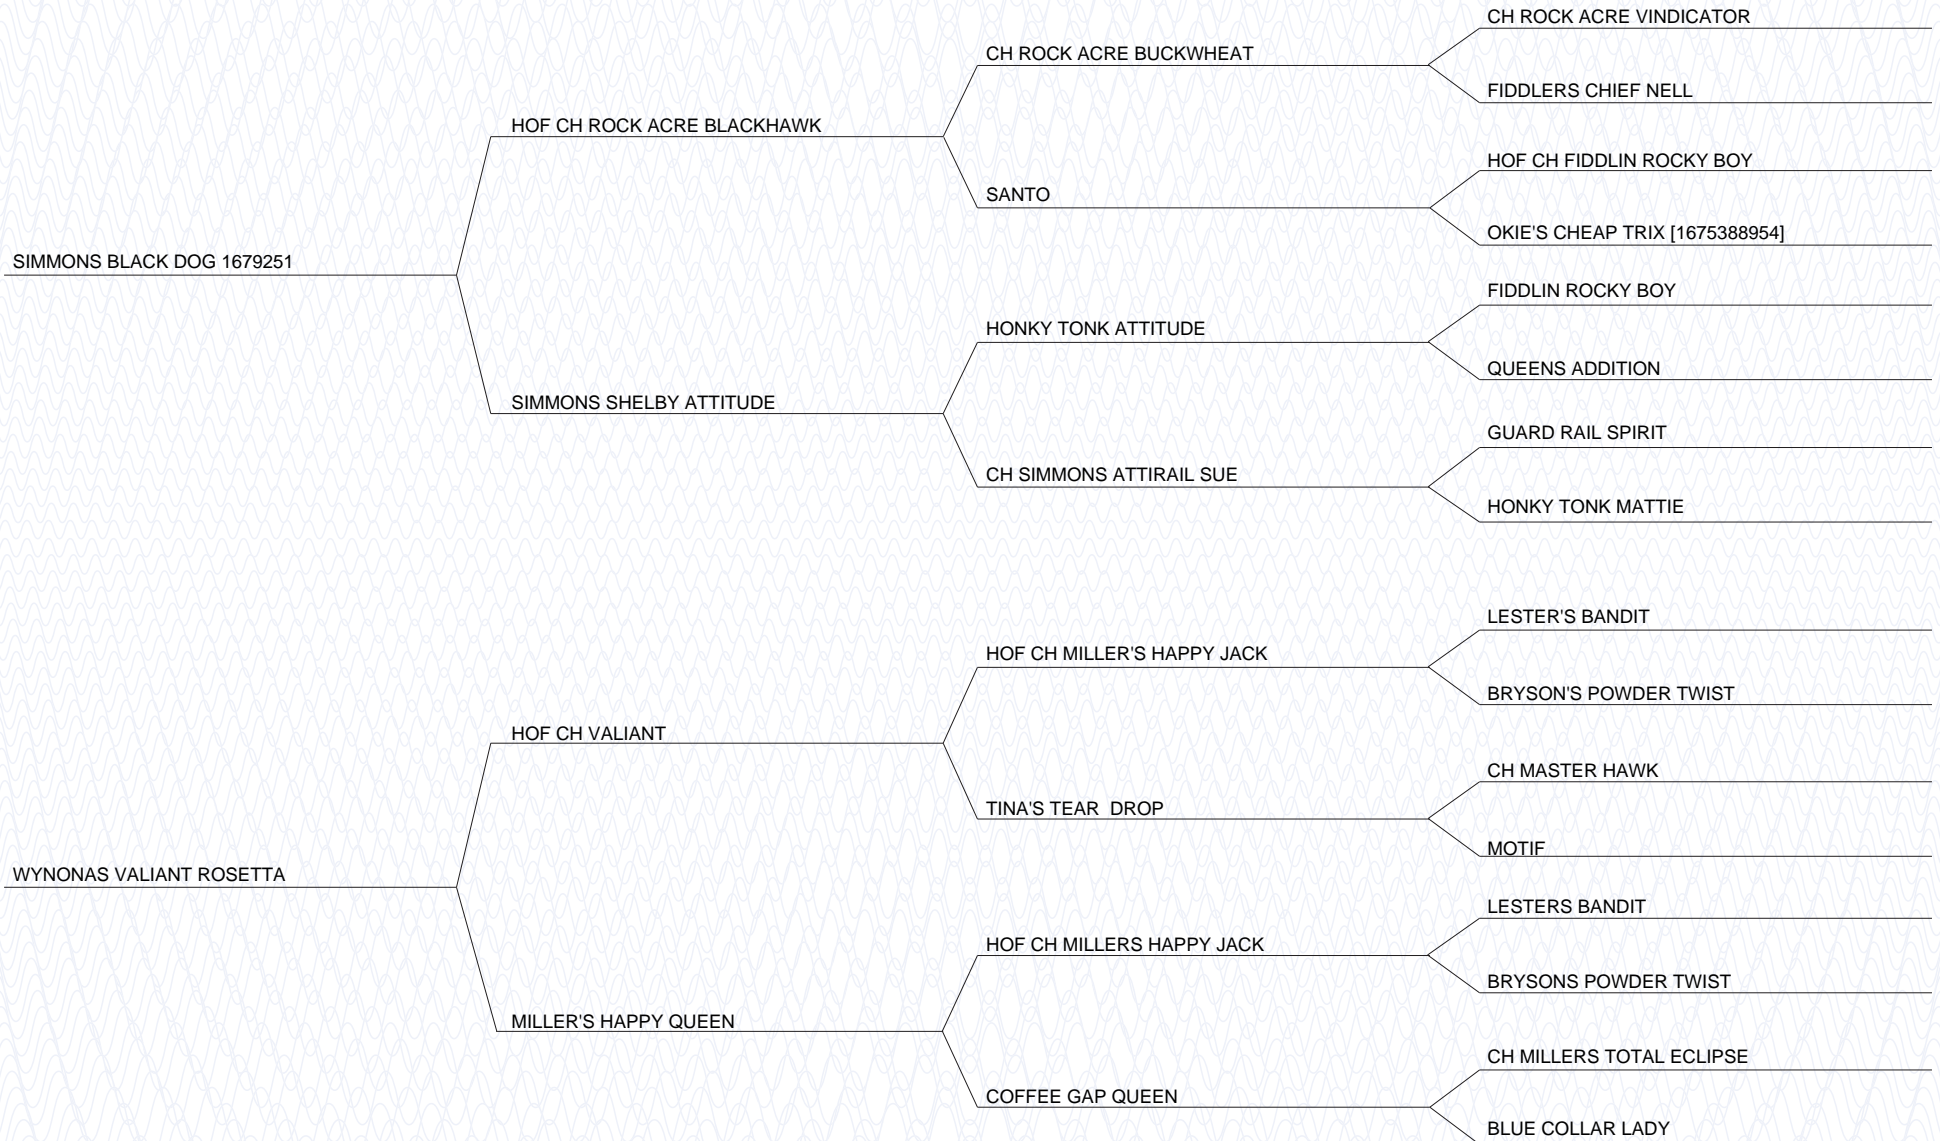 CH ROCK ACRE VINDICATOR
CH ROCK ACRE BUCKWHEAT
FIDDLERS CHIEF NELL
HOF CH ROCK ACRE BLACKHAWK
HOF CH FIDDLIN ROCKY BOY
SANTO
OKIE'S CHEAP TRIX [1675388954]
SIMMONS BLACK DOG 1679251
FIDDLIN ROCKY BOY
HONKY TONK ATTITUDE
QUEENS ADDITION
SIMMONS SHELBY ATTITUDE
GUARD RAIL SPIRIT
CH SIMMONS ATTIRAIL SUE
HONKY TONK MATTIE
LESTER'S BANDIT
HOF CH MILLER'S HAPPY JACK
BRYSON'S POWDER TWIST
HOF CH VALIANT
CH MASTER HAWK
TINA'S TEAR  DROP
MOTIF
WYNONAS VALIANT ROSETTA
LESTERS BANDIT
HOF CH MILLERS HAPPY JACK
BRYSONS POWDER TWIST
MILLER'S HAPPY QUEEN
CH MILLERS TOTAL ECLIPSE
COFFEE GAP QUEEN
BLUE COLLAR LADY